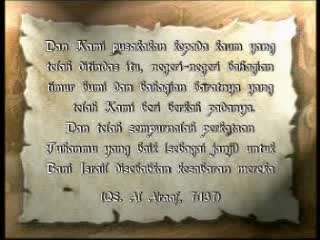 Dan Kami pusakakan kepada kaum yang
telah ditindas itu, negeri-negeri bahagian
timur bumi dan bahagian baratnya yang
telah Kami beri berkah padanya.
Dan telah sempurnalah perkataan
Tuhanmu yang baik (sebagai janji) untuk
Bani Israil disebabkan kesabaran mereka
(QS. Al A'raaf, 7:137)